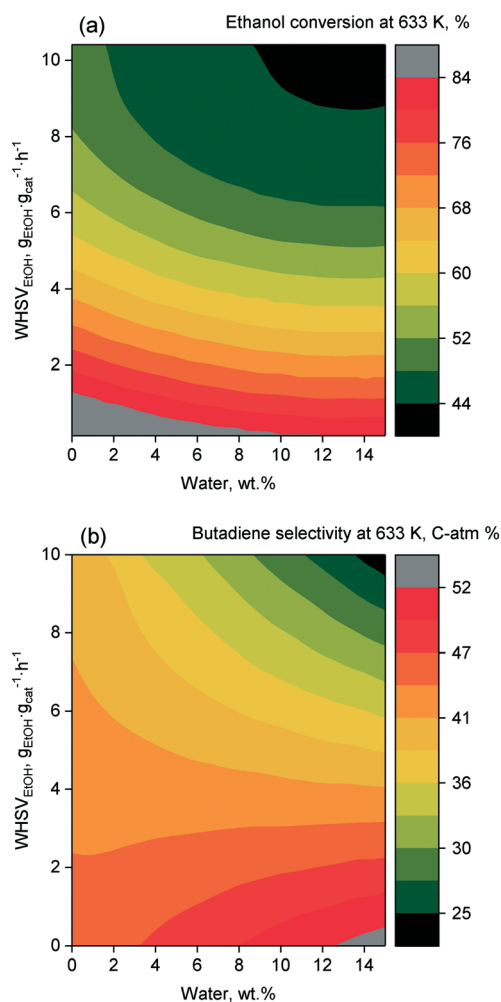 (a) Ethanol conversion at 633 K, %
10
8
6
4
2
WHSV_EtOH, g_EtOH·g_cat^-1·h^-1
0 2 4 6 8 10 12 14
Water, wt.%
84
76
68
60
52
44
(b) Butadiene selectivity at 633 K, C-atm %
10
8
6
4
2
0
WHSV_EtOH, g_EtOH·g_cat^-1·h^-1
0 2 4 6 8 10 12 14
Water, wt.%
52
47
41
36
30
25